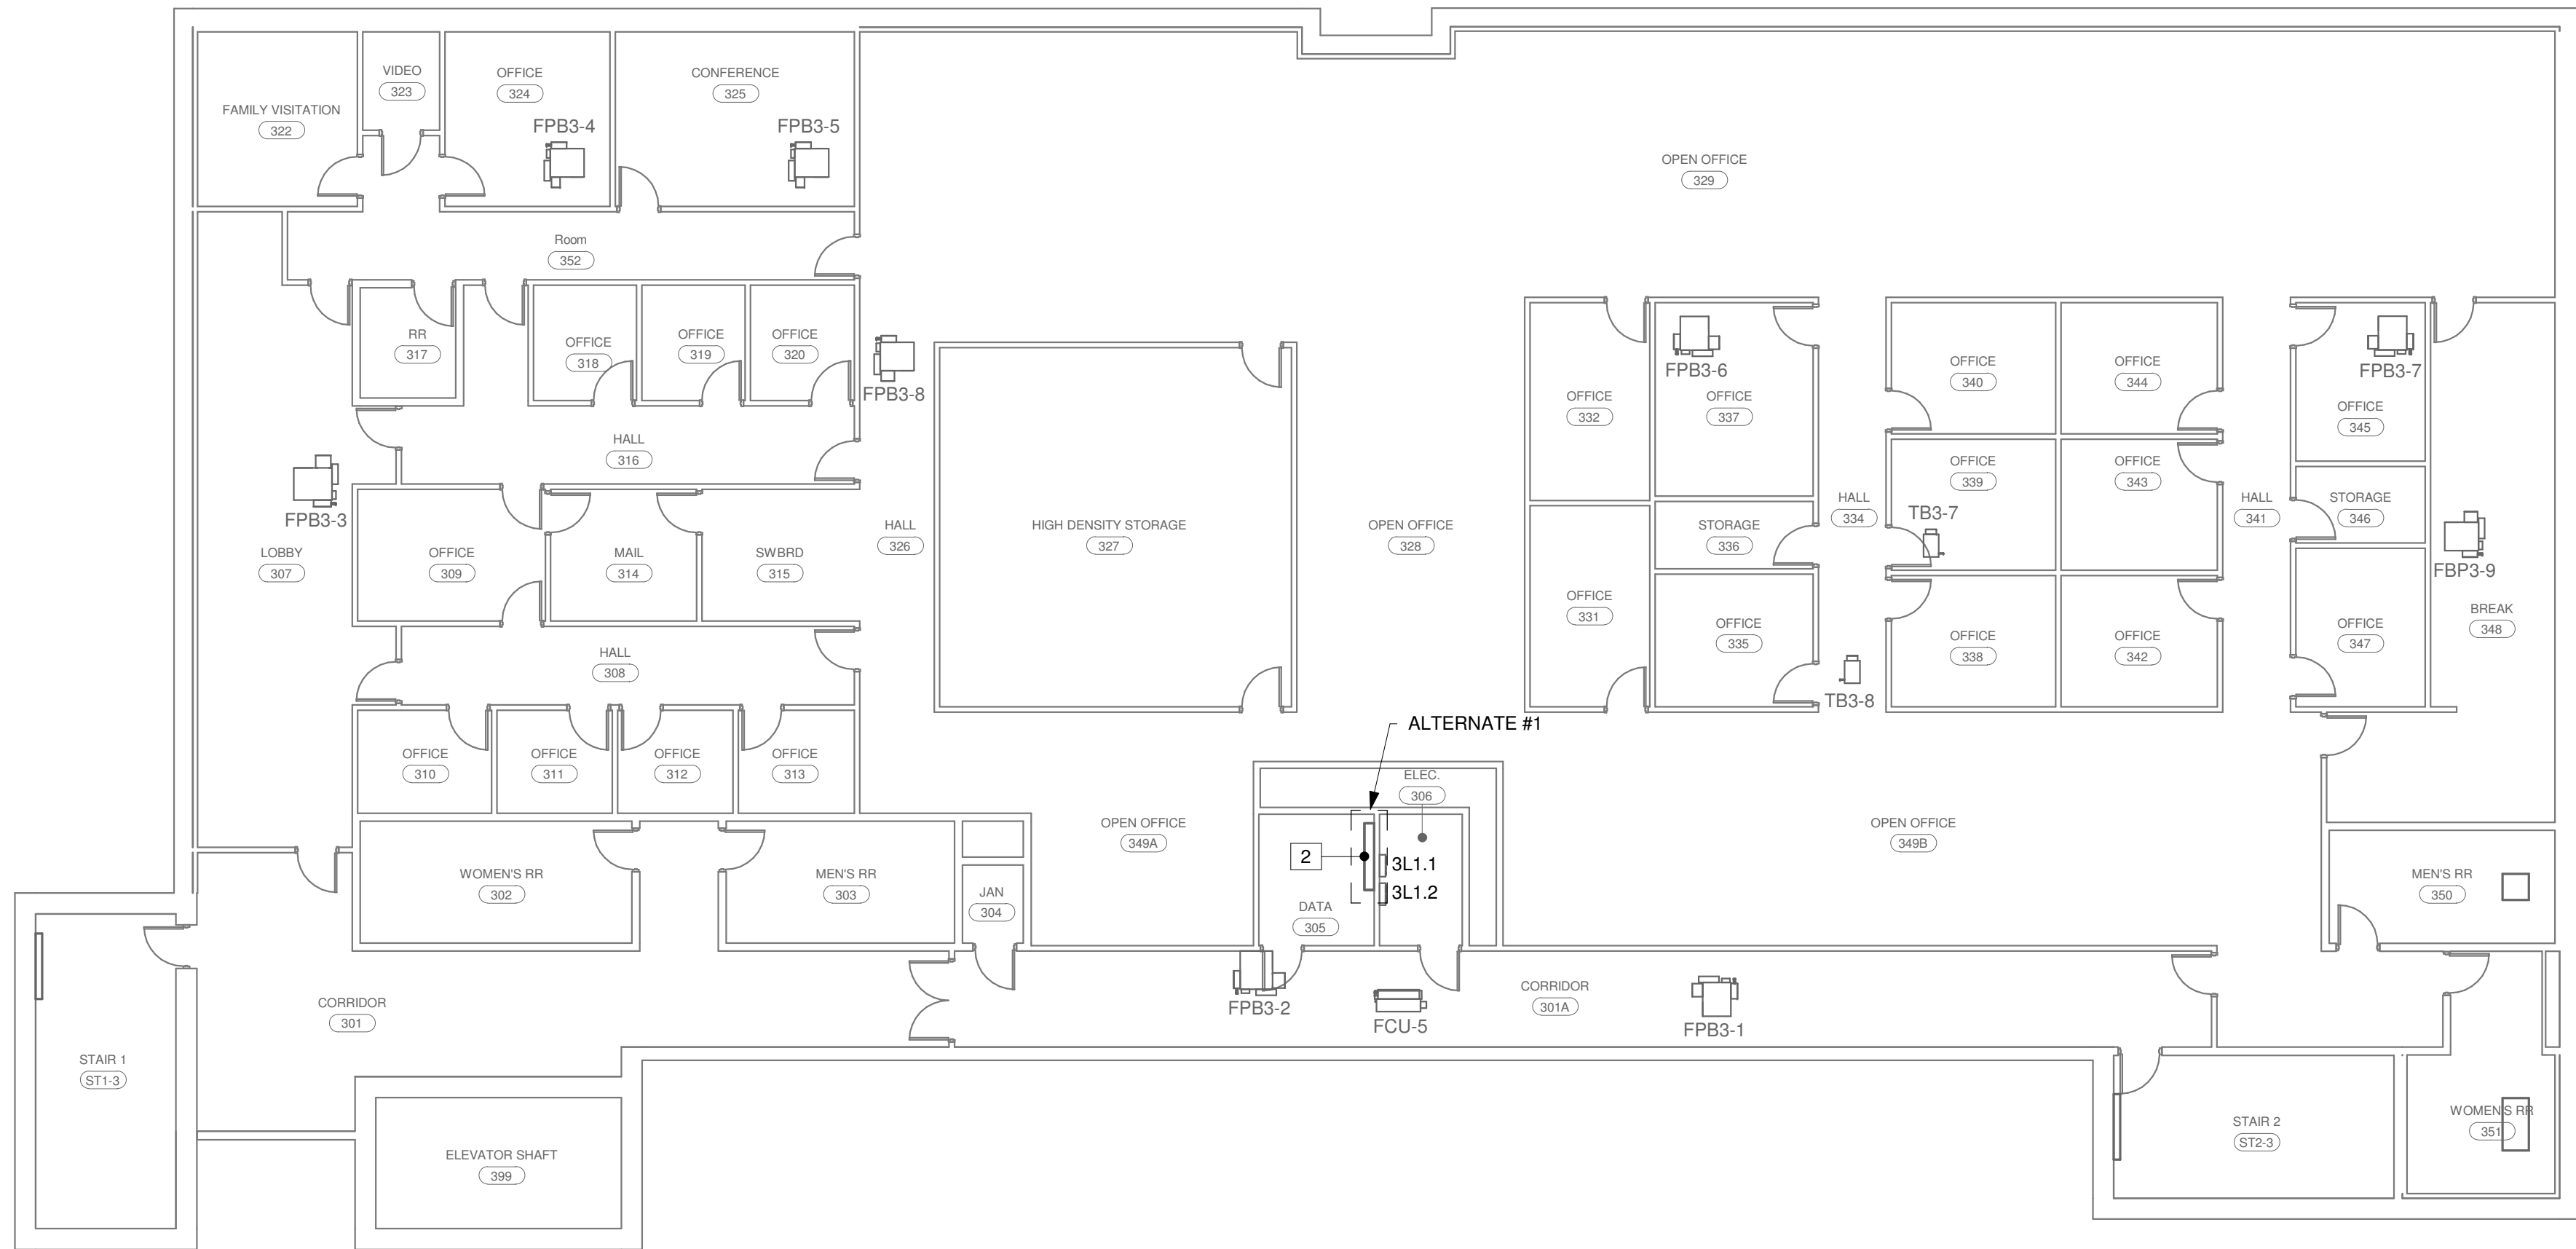 VIDEO
323
OFFICE
324
CONFERENCE
325
FAMILY VISITATION
322
FPB3-4
FPB3-5
OPEN OFFICE
329
Room
352
RR
317
OFFICE
318
OFFICE
319
OFFICE
320
FPB3-8
FPB3-6
FPB3-7
OFFICE
332
OFFICE
337
OFFICE
340
OFFICE
344
OFFICE
345
HALL
316
OFFICE
339
OFFICE
343
FPB3-3
LOBBY
307
OFFICE
309
MAIL
314
SWBRD
315
HALL
326
HIGH DENSITY STORAGE
327
OPEN OFFICE
328
STORAGE
336
HALL
334
TB3-7
HALL
341
STORAGE
346
FBP3-9
BREAK
348
OFFICE
331
OFFICE
335
OFFICE
338
OFFICE
342
OFFICE
347
HALL
308
TB3-8
ALTERNATE #1
OFFICE
310
OFFICE
311
OFFICE
312
OFFICE
313
ELEC.
306
OPEN OFFICE
349A
OPEN OFFICE
349B
2
3L1.1
3L1.2
WOMEN'S RR
302
MEN'S RR
303
JAN
304
DATA
305
MEN'S RR
350
CORRIDOR
301
FPB3-2
FCU-5
CORRIDOR
301A
FPB3-1
STAIR 1
ST1-3
ELEVATOR SHAFT
399
STAIR 2
ST2-3
WOMEN'S RR
351